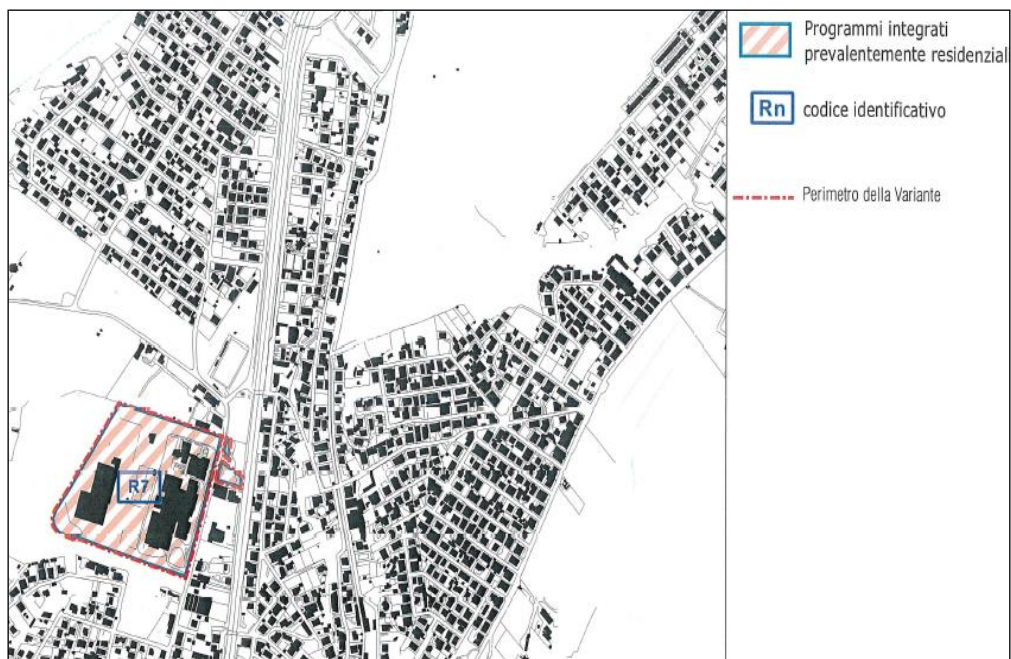 Programmi integrati
prevalentemente residenzial
Rn codice identificativo
Perimetro della Variante
R7